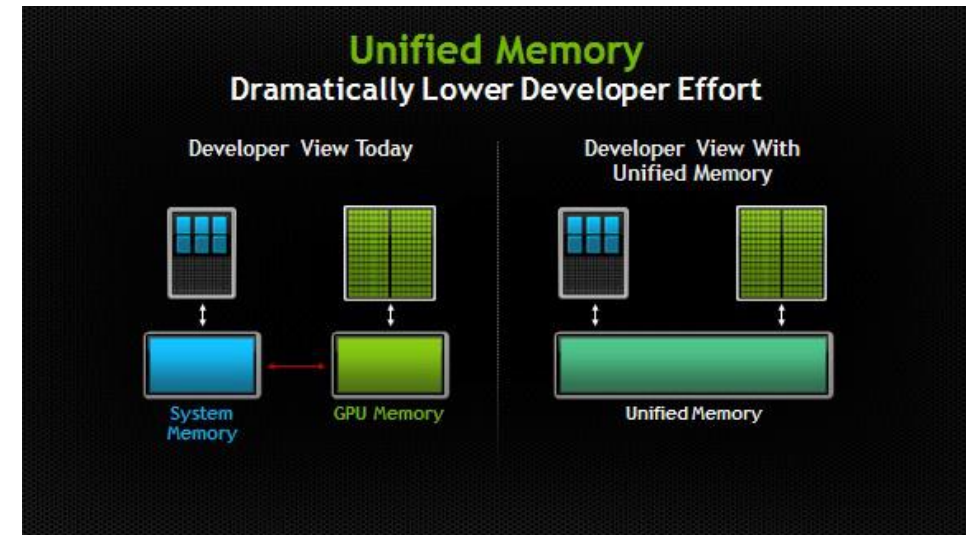 Unified Memory
Dramatically Lower Developer Effort
Developer View Today
Developer View With
Unified Memory
System
Memory
GPU Memory
Unified Memory